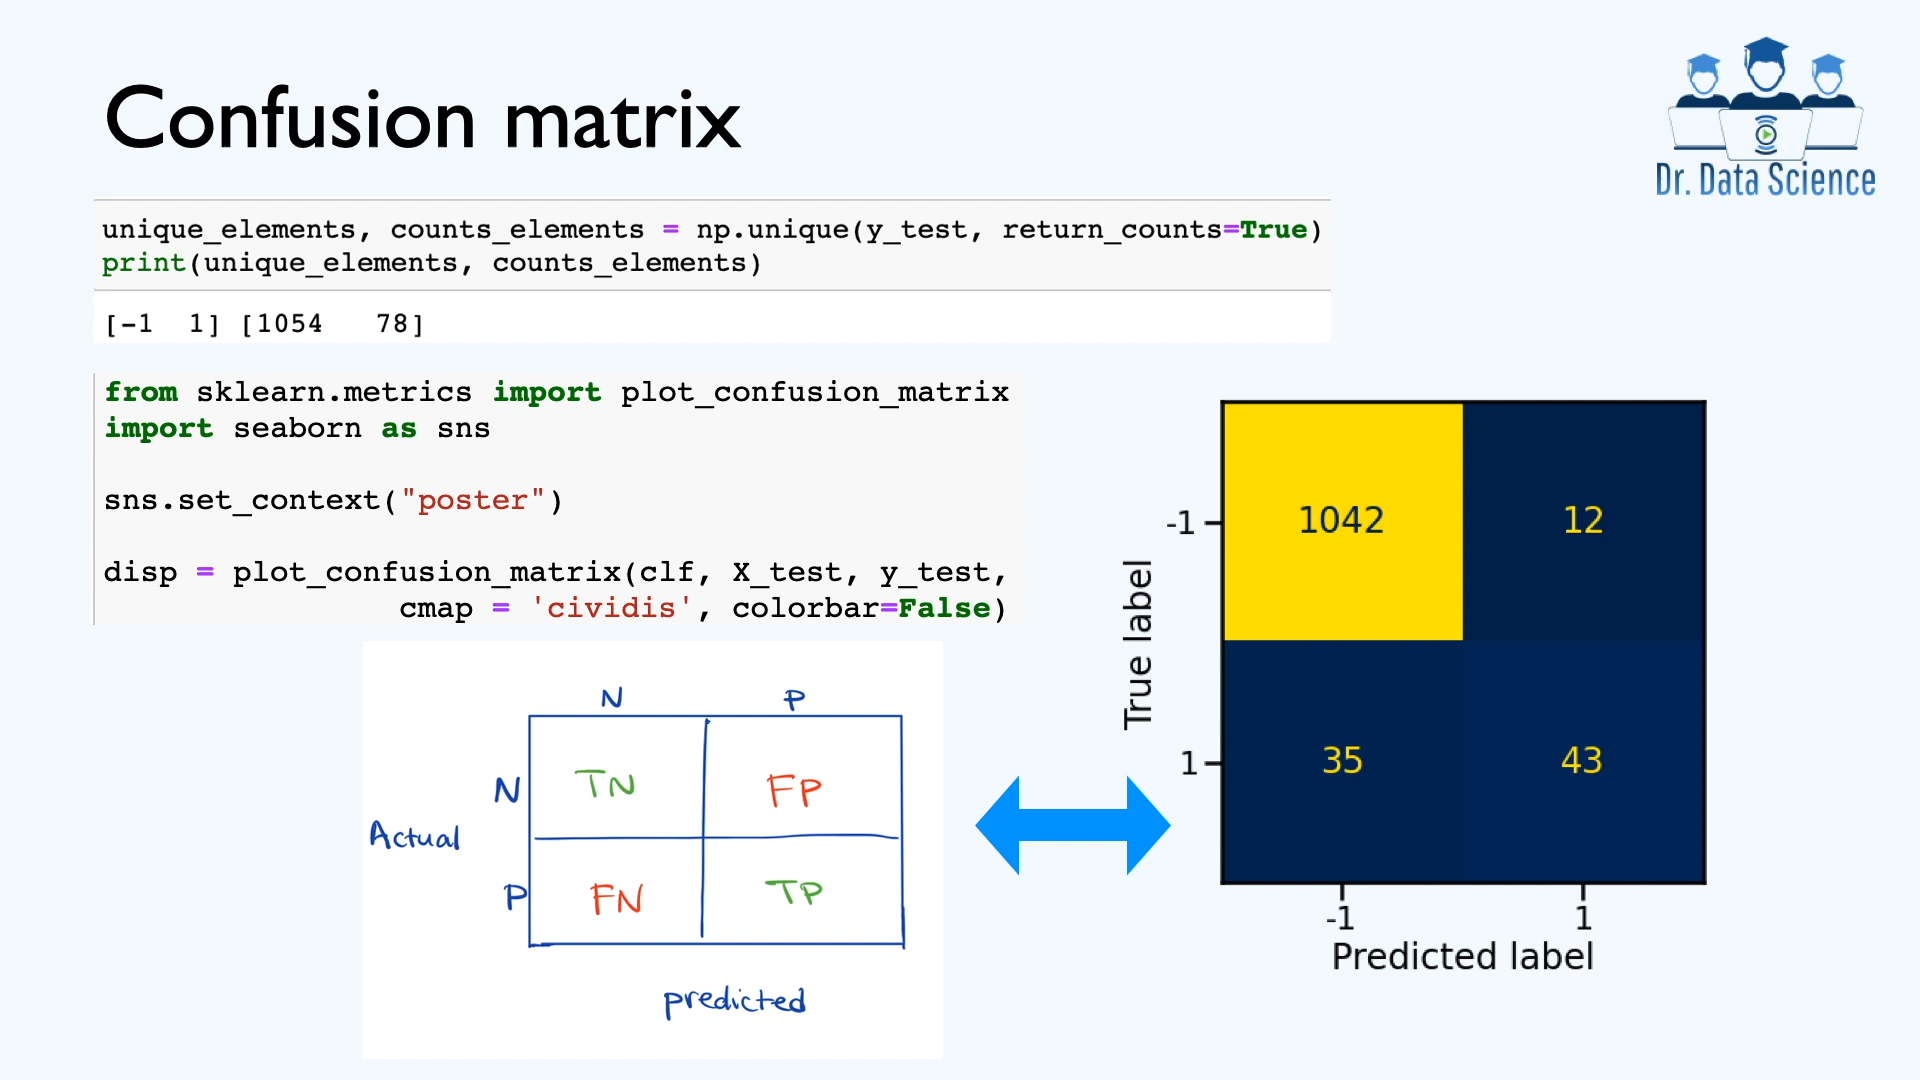 Confusion matrix
Dr. Data Science
unique_elements, counts_elements = np.unique(y_test, return_counts=True)
print(unique_elements, counts_elements)
[-1  1] [1054   78]
from sklearn.metrics import plot_confusion_matrix
import seaborn as sns
sns.set_context("poster")
disp = plot_confusion_matrix(clf, X_test, y_test,
cmap = 'cividis', colorbar=False)
N P
N TN FP
Actual
P FN TP
predicted
True label
-1 1042 12
1 35 43
-1 1
Predicted label